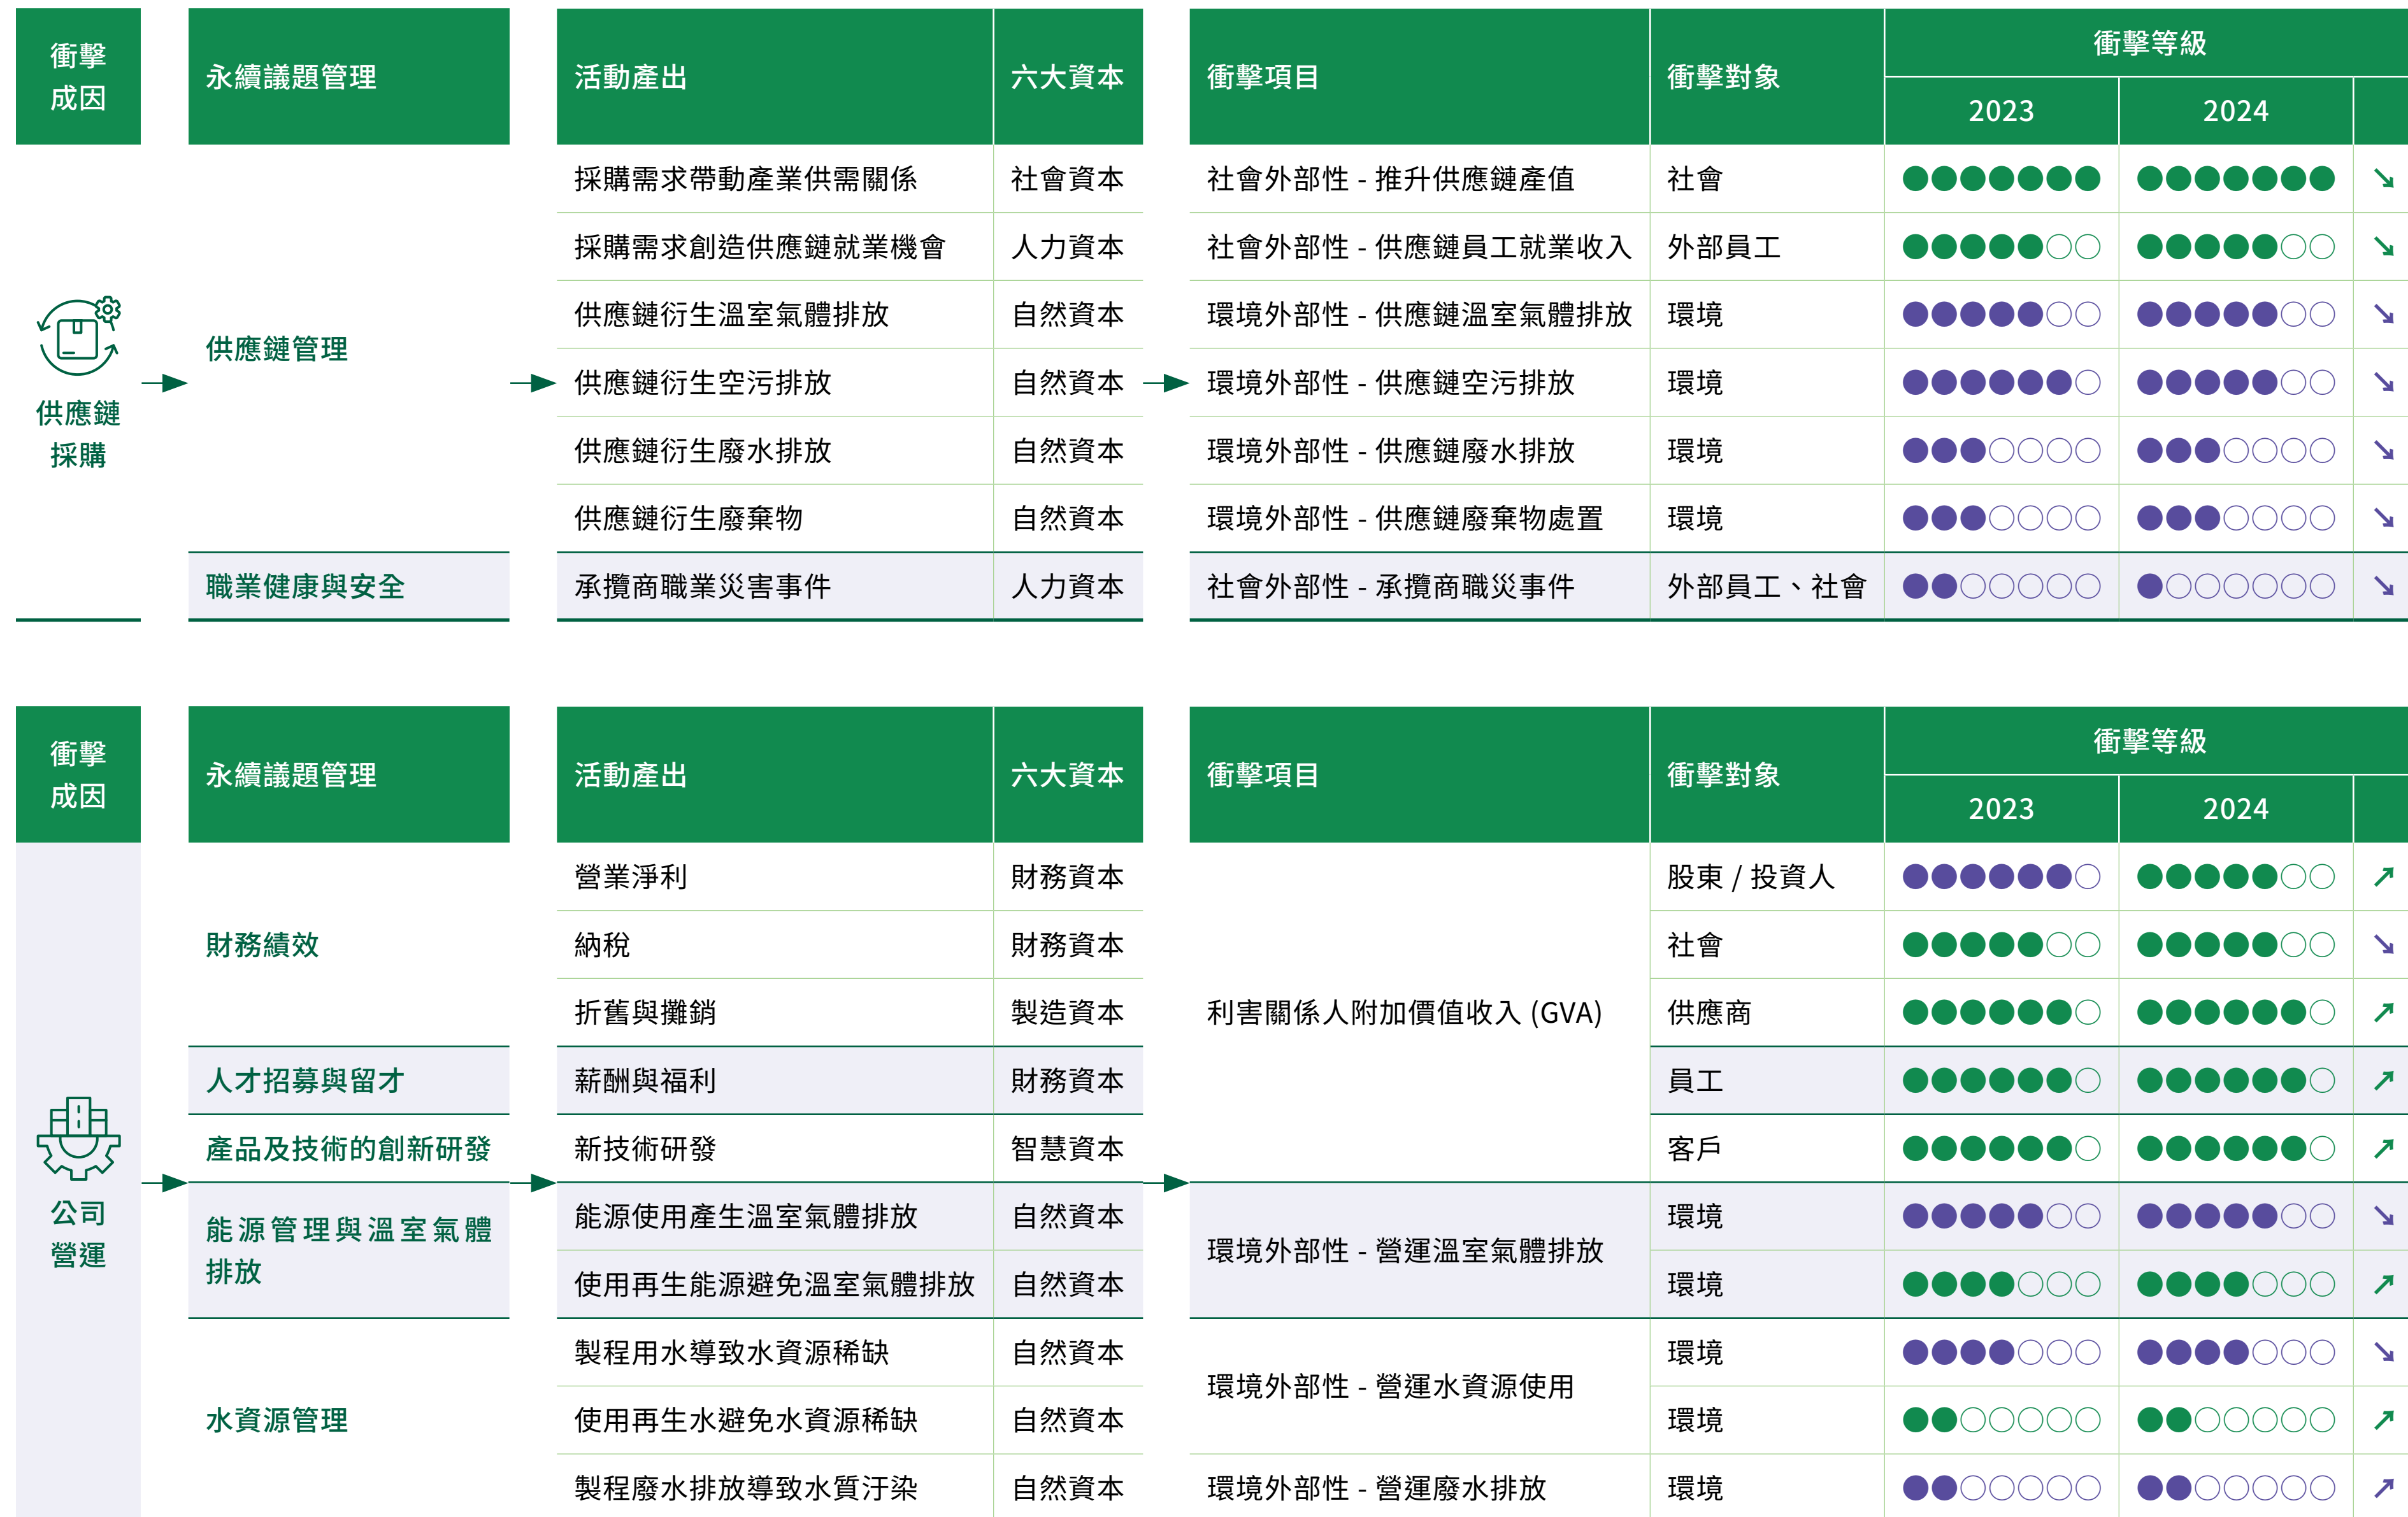 衝擊
成因
永續議題管理
活動產出
六大資本
衝擊項目
衝擊對象
衝擊等級
2023
2024
供應鏈
採購
供應鏈管理
採購需求帶動產業供需關係
社會資本
社會外部性 - 推升供應鏈產值
社會
採購需求創造供應鏈就業機會
人力資本
社會外部性 - 供應鏈員工就業收入
外部員工
供應鏈衍生溫室氣體排放
自然資本
環境外部性 - 供應鏈溫室氣體排放
環境
供應鏈衍生空污排放
自然資本
環境外部性 - 供應鏈空污排放
環境
供應鏈衍生廢水排放
自然資本
環境外部性 - 供應鏈廢水排放
環境
供應鏈衍生廢棄物
自然資本
環境外部性 - 供應鏈廢棄物處置
環境
職業健康與安全
承攬商職業災害事件
人力資本
社會外部性 - 承攬商職災事件
外部員工、社會
衝擊
成因
永續議題管理
活動產出
六大資本
衝擊項目
衝擊對象
衝擊等級
2023
2024
公司
營運
財務績效
營業淨利
財務資本
利害關係人附加價值收入 (GVA)
股東 / 投資人
納稅
財務資本
社會
折舊與攤銷
製造資本
供應商
人才招募與留才
薪酬與福利
財務資本
員工
產品及技術的創新研發
新技術研發
智慧資本
客戶
能源管理與溫室氣體
排放
能源使用產生溫室氣體排放
自然資本
環境外部性 - 營運溫室氣體排放
環境
使用再生能源避免溫室氣體排放
自然資本
環境
水資源管理
製程用水導致水資源稀缺
自然資本
環境外部性 - 營運水資源使用
環境
使用再生水避免水資源稀缺
自然資本
環境
製程廢水排放導致水質汙染
自然資本
環境外部性 - 營運廢水排放
環境